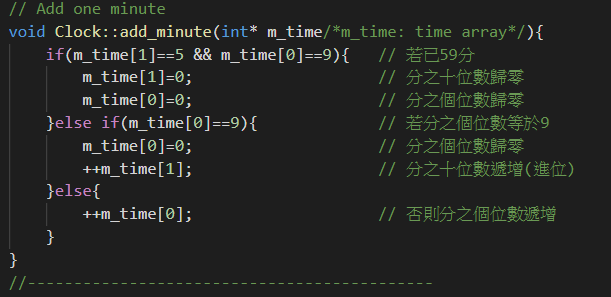 // Add one minute
void Clock::add_minute(int* m_time/*m_time: time array*/){
    if(m_time[1]==5 && m_time[0]==9){   // 若已59分
        m_time[1]=0;                    // 分之十位數歸零
        m_time[0]=0;                    // 分之個位數歸零
    }else if(m_time[0]==9){             // 若分之個位數等於9
        m_time[0]=0;                    // 分之個位數歸零
        ++m_time[1];                    // 分之十位數遞增(進位)
    }else{
        ++m_time[0];                    // 否則分之個位數遞增
    }
}
//---------------------------------------------